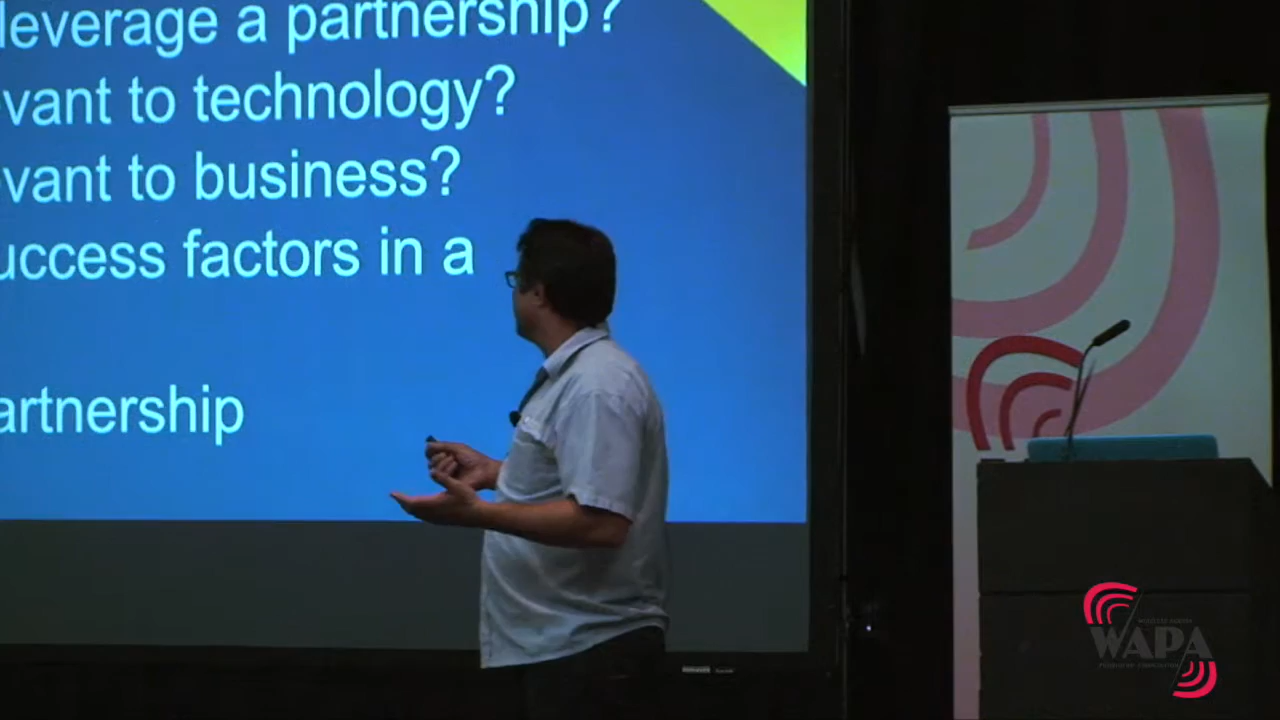 leverage a partnership?
vant to technology?
vant to business?
uccess factors in a
artnership
WAPA